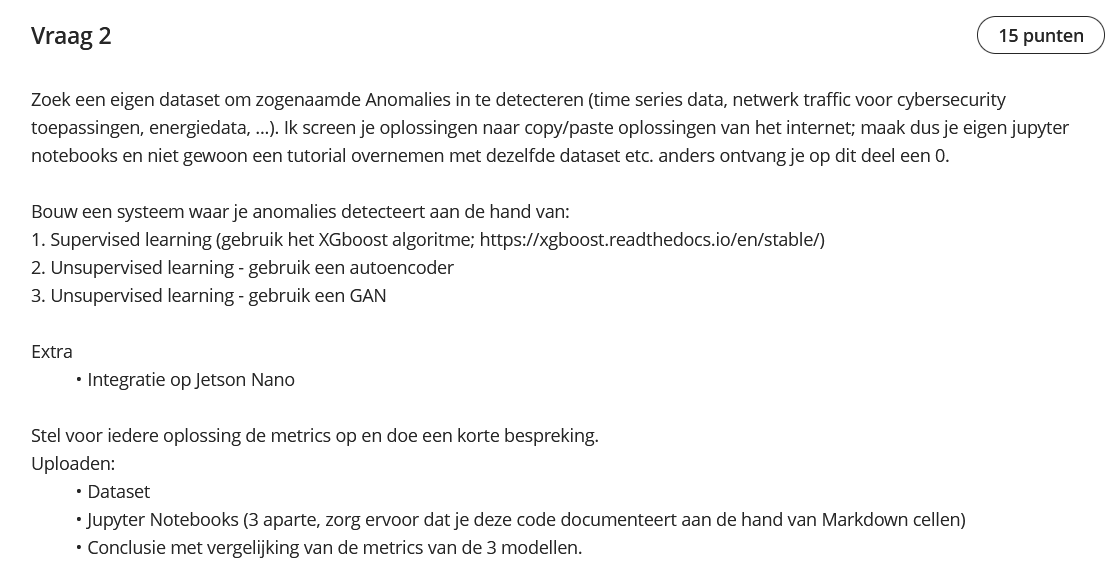 Vraag 2
15 punten
Zoek een eigen dataset om zogenaamde Anomalies in te detecteren (time series data, netwerk traffic voor cybersecurity
toepassingen, energiedata, ...). Ik screen je oplossingen naar copy/paste oplossingen van het internet; maak dus je eigen jupyter
notebooks en niet gewoon een tutorial overnemen met dezelfde dataset etc. anders ontvang je op dit deel een 0.
Bouw een systeem waar je anomalies detecteert aan de hand van:
1. Supervised learning (gebruik het XGboost algoritme; https://xgboost.readthedocs.io/en/stable/)
2. Unsupervised learning - gebruik een autoencoder
3. Unsupervised learning - gebruik een GAN
Extra
• Integratie op Jetson Nano
Stel voor iedere oplossing de metrics op en doe een korte bespreking.
Uploaden:
• Dataset
• Jupyter Notebooks (3 aparte, zorg ervoor dat je deze code documenteert aan de hand van Markdown cellen)
• Conclusie met vergelijking van de metrics van de 3 modellen.